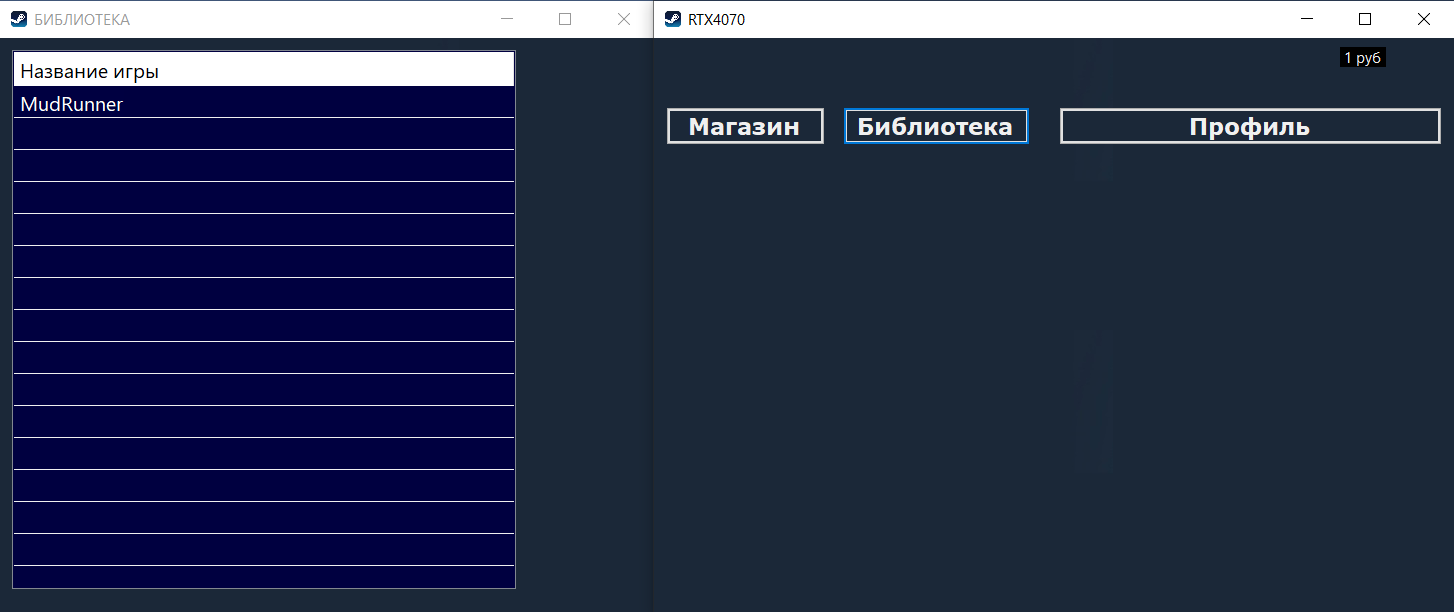 БИБЛИОТЕКА
Название игры
MudRunner
RTX4070
1 руб
Магазин
Библиотека
Профиль